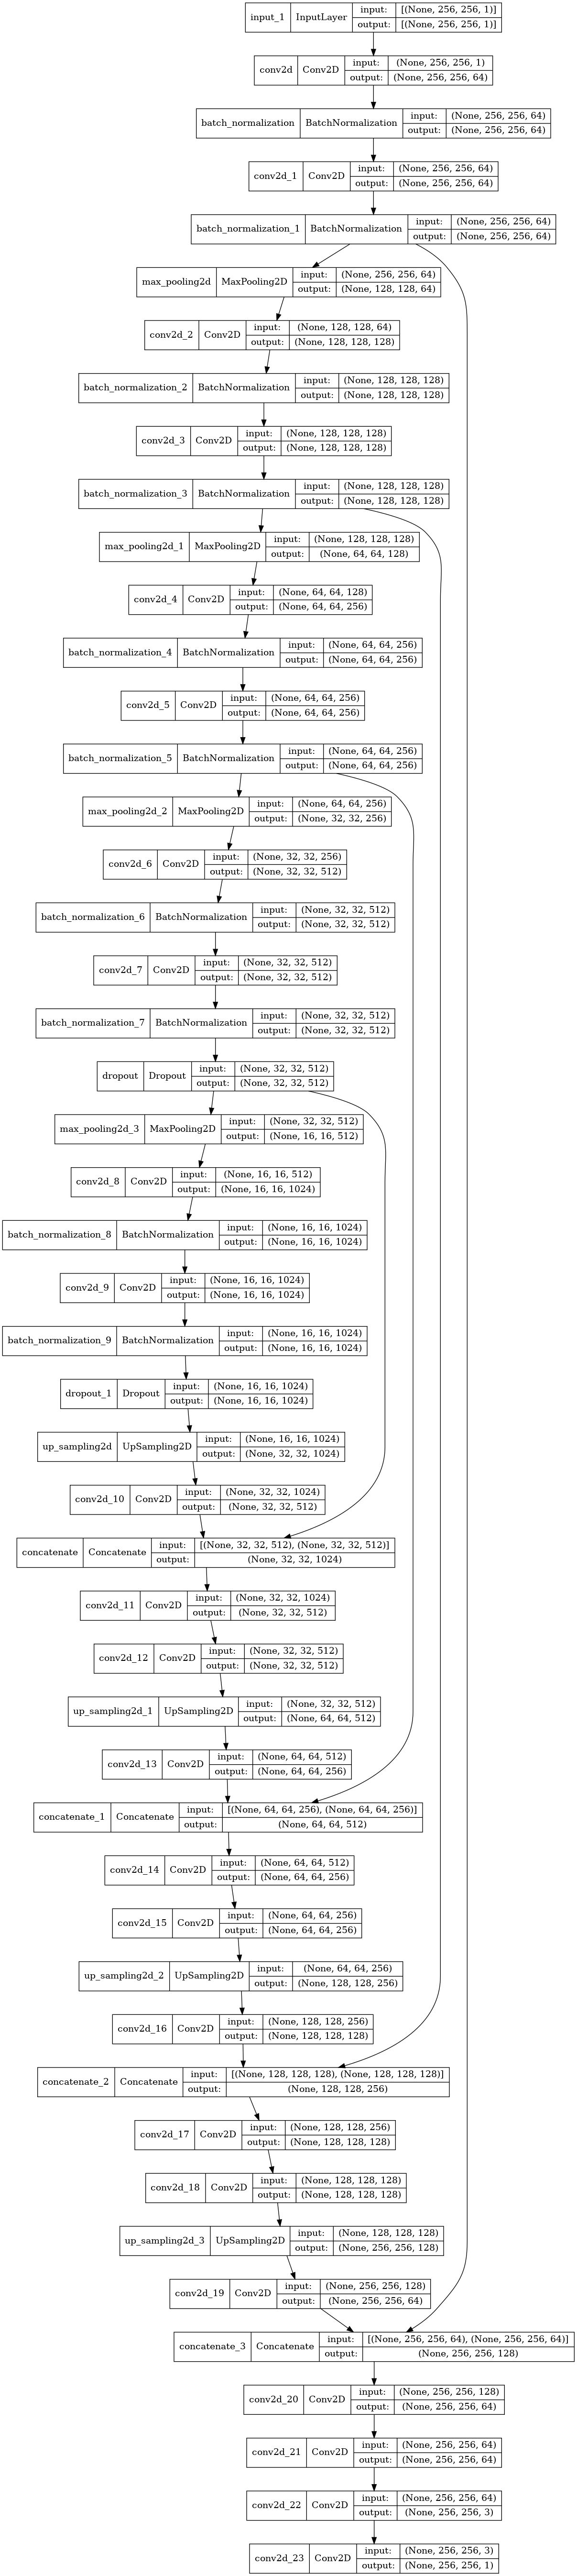 input_1 InputLayer input: [(None, 256, 256, 1)]
output: [(None, 256, 256, 1)]
conv2d Conv2D input: (None, 256, 256, 1)
output: (None, 256, 256, 64)
batch_normalization BatchNormalization input: (None, 256, 256, 64)
output: (None, 256, 256, 64)
conv2d_1 Conv2D input: (None, 256, 256, 64)
output: (None, 256, 256, 64)
batch_normalization_1 BatchNormalization input: (None, 256, 256, 64)
output: (None, 256, 256, 64)
max_pooling2d MaxPooling2D input: (None, 256, 256, 64)
output: (None, 128, 128, 64)
conv2d_2 Conv2D input: (None, 128, 128, 64)
output: (None, 128, 128, 128)
batch_normalization_2 BatchNormalization input: (None, 128, 128, 128)
output: (None, 128, 128, 128)
conv2d_3 Conv2D input: (None, 128, 128, 128)
output: (None, 128, 128, 128)
batch_normalization_3 BatchNormalization input: (None, 128, 128, 128)
output: (None, 128, 128, 128)
max_pooling2d_1 MaxPooling2D input: (None, 128, 128, 128)
output: (None, 64, 64, 128)
conv2d_4 Conv2D input: (None, 64, 64, 128)
output: (None, 64, 64, 256)
batch_normalization_4 BatchNormalization input: (None, 64, 64, 256)
output: (None, 64, 64, 256)
conv2d_5 Conv2D input: (None, 64, 64, 256)
output: (None, 64, 64, 256)
batch_normalization_5 BatchNormalization input: (None, 64, 64, 256)
output: (None, 64, 64, 256)
max_pooling2d_2 MaxPooling2D input: (None, 64, 64, 256)
output: (None, 32, 32, 256)
conv2d_6 Conv2D input: (None, 32, 32, 256)
output: (None, 32, 32, 512)
batch_normalization_6 BatchNormalization input: (None, 32, 32, 512)
output: (None, 32, 32, 512)
conv2d_7 Conv2D input: (None, 32, 32, 512)
output: (None, 32, 32, 512)
batch_normalization_7 BatchNormalization input: (None, 32, 32, 512)
output: (None, 32, 32, 512)
dropout Dropout input: (None, 32, 32, 512)
output: (None, 32, 32, 512)
max_pooling2d_3 MaxPooling2D input: (None, 32, 32, 512)
output: (None, 16, 16, 512)
conv2d_8 Conv2D input: (None, 16, 16, 512)
output: (None, 16, 16, 1024)
batch_normalization_8 BatchNormalization input: (None, 16, 16, 1024)
output: (None, 16, 16, 1024)
conv2d_9 Conv2D input: (None, 16, 16, 1024)
output: (None, 16, 16, 1024)
batch_normalization_9 BatchNormalization input: (None, 16, 16, 1024)
output: (None, 16, 16, 1024)
dropout_1 Dropout input: (None, 16, 16, 1024)
output: (None, 16, 16, 1024)
up_sampling2d UpSampling2D input: (None, 16, 16, 1024)
output: (None, 32, 32, 1024)
conv2d_10 Conv2D input: (None, 32, 32, 1024)
output: (None, 32, 32, 512)
concatenate Concatenate input: [(None, 32, 32, 512), (None, 32, 32, 512)]
output: (None, 32, 32, 1024)
conv2d_11 Conv2D input: (None, 32, 32, 1024)
output: (None, 32, 32, 512)
conv2d_12 Conv2D input: (None, 32, 32, 512)
output: (None, 32, 32, 512)
up_sampling2d_1 UpSampling2D input: (None, 32, 32, 512)
output: (None, 64, 64, 512)
conv2d_13 Conv2D input: (None, 64, 64, 512)
output: (None, 64, 64, 256)
concatenate_1 Concatenate input: [(None, 64, 64, 256), (None, 64, 64, 256)]
output: (None, 64, 64, 512)
conv2d_14 Conv2D input: (None, 64, 64, 512)
output: (None, 64, 64, 256)
conv2d_15 Conv2D input: (None, 64, 64, 256)
output: (None, 64, 64, 256)
up_sampling2d_2 UpSampling2D input: (None, 64, 64, 256)
output: (None, 128, 128, 256)
conv2d_16 Conv2D input: (None, 128, 128, 256)
output: (None, 128, 128, 128)
concatenate_2 Concatenate input: [(None, 128, 128, 128), (None, 128, 128, 128)]
output: (None, 128, 128, 256)
conv2d_17 Conv2D input: (None, 128, 128, 256)
output: (None, 128, 128, 128)
conv2d_18 Conv2D input: (None, 128, 128, 128)
output: (None, 128, 128, 128)
up_sampling2d_3 UpSampling2D input: (None, 128, 128, 128)
output: (None, 256, 256, 128)
conv2d_19 Conv2D input: (None, 256, 256, 128)
output: (None, 256, 256, 64)
concatenate_3 Concatenate input: [(None, 256, 256, 64), (None, 256, 256, 64)]
output: (None, 256, 256, 128)
conv2d_20 Conv2D input: (None, 256, 256, 128)
output: (None, 256, 256, 64)
conv2d_21 Conv2D input: (None, 256, 256, 64)
output: (None, 256, 256, 64)
conv2d_22 Conv2D input: (None, 256, 256, 64)
output: (None, 256, 256, 3)
conv2d_23 Conv2D input: (None, 256, 256, 3)
output: (None, 256, 256, 1)